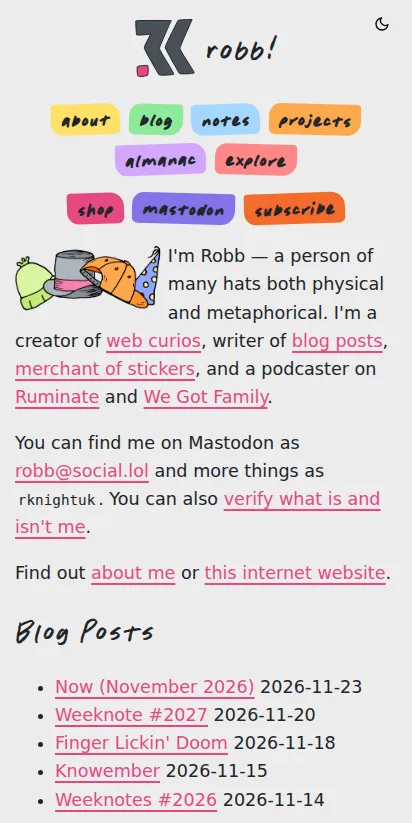 robb!
about blog notes projects
almanac explore
shop mastodon subscribe
I'm Robb — a person of
many hats both physical
and metaphorical. I'm a
creator of web curios, writer of blog posts,
merchant of stickers, and a podcaster on
Ruminate and We Got Family.
You can find me on Mastodon as
robb@social.lol and more things as
rknightuk. You can also verify what is and
isn't me.
Find out about me or this internet website.
Blog Posts
• Now (November 2026) 2026-11-23
• Weeknote #2027 2026-11-20
• Finger Lickin' Doom 2026-11-18
• Knowember 2026-11-15
• Weeknotes #2026 2026-11-14